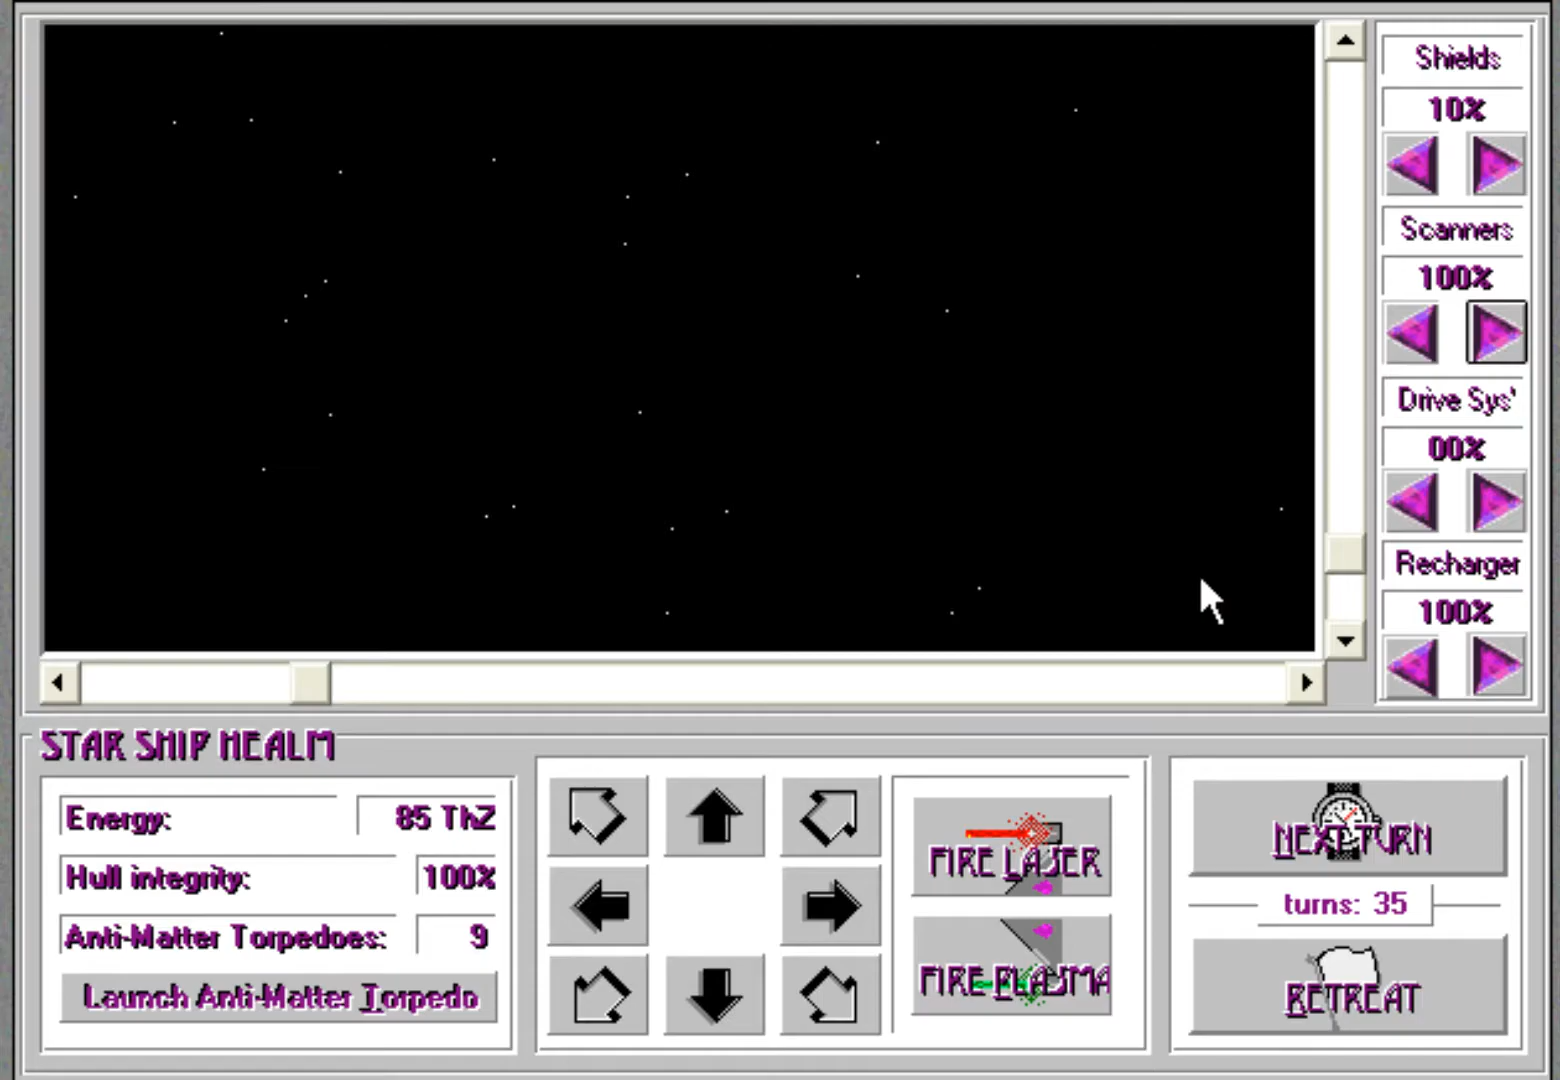 Shields
10%
Scanners
100%
Drive Sys'
00%
Recharger
100%
STAR SHIP HEALM
Energy: 85 ThZ
Hull integrity: 100%
Anti-Matter Torpedoes: 9
Launch Anti-Matter Torpedo
FIRE LASER
FIRE PLASMA
NEXT TURN
turns: 35
RETREAT